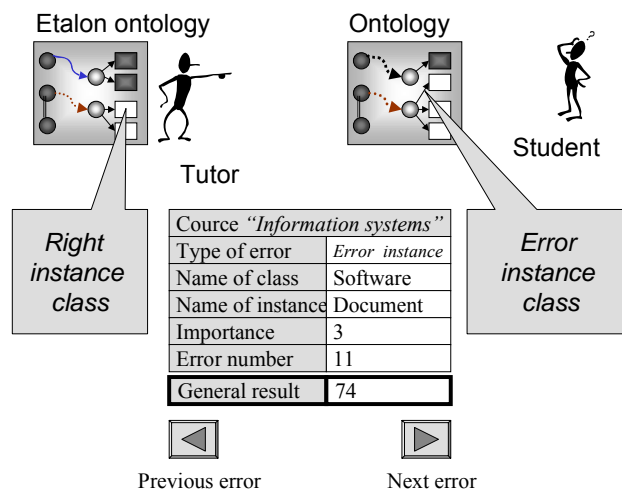 Etalon ontology
Ontology
?
Tutor
Student
Right
instance
class
Error
instance
class
Cource "Information systems"
Type of error Error instance
Name of class Software
Name of instance Document
Importance 3
Error number 11
General result 74
Previous error
Next error